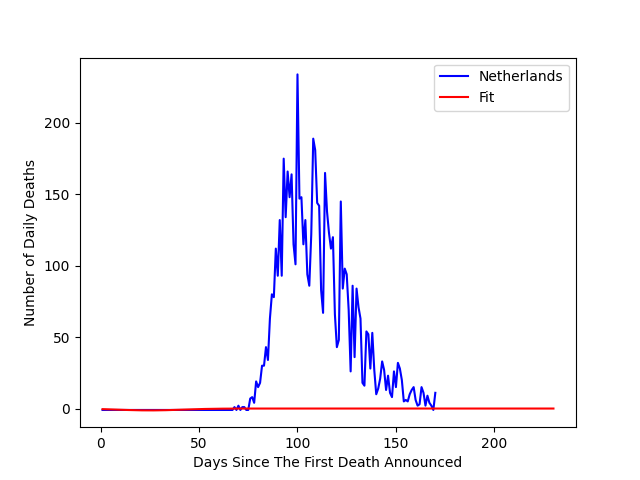 Netherlands
Fit
Number of Daily Deaths
200
150
100
50
0
0 50 100 150 200
Days Since The First Death Announced